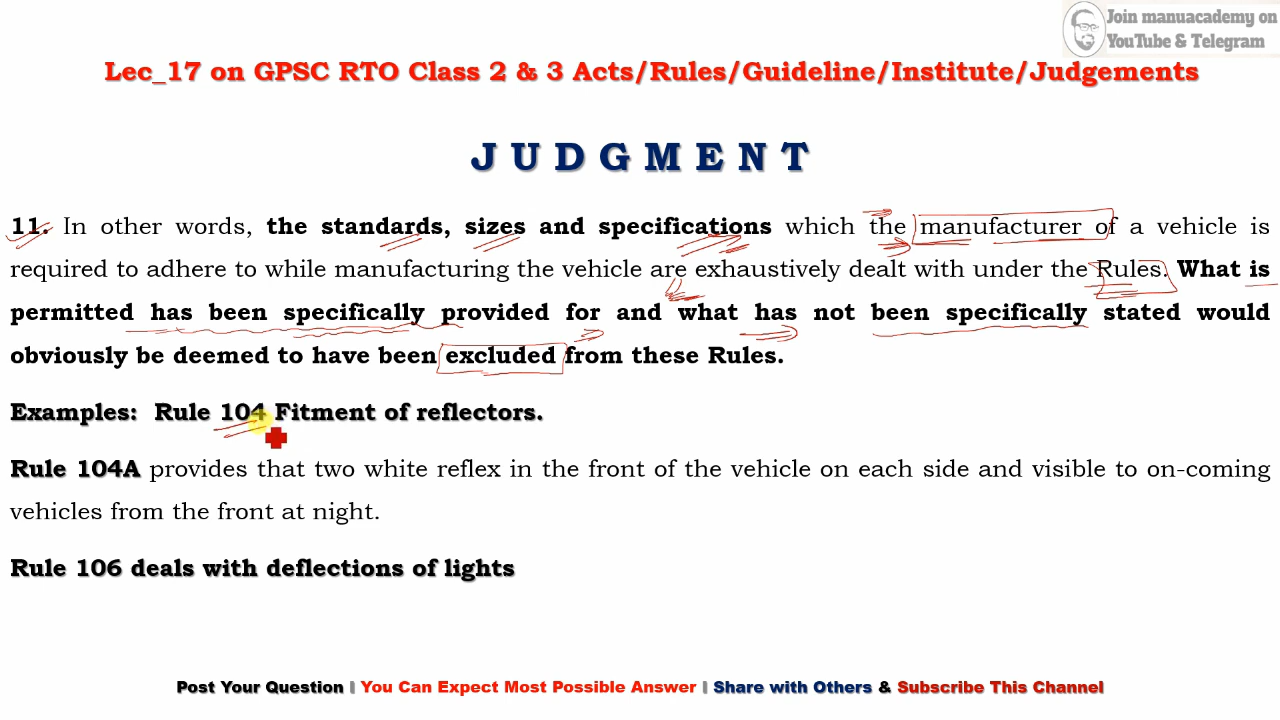 Join manuacademy on
YouTube & Telegram
Lec_17 on GPSC RTO Class 2 & 3 Acts/Rules/Guideline/Institute/Judgements
J U D G M E N T
11. In other words, the standards, sizes and specifications which the manufacturer of a vehicle is
required to adhere to while manufacturing the vehicle are exhaustively dealt with under the Rules. What is
permitted has been specifically provided for and what has not been specifically stated would
obviously be deemed to have been excluded from these Rules.
Examples: Rule 104 Fitment of reflectors.
Rule 104A provides that two white reflex in the front of the vehicle on each side and visible to on-coming
vehicles from the front at night.
Rule 106 deals with deflections of lights
Post Your Question | You Can Expect Most Possible Answer | Share with Others & Subscribe This Channel